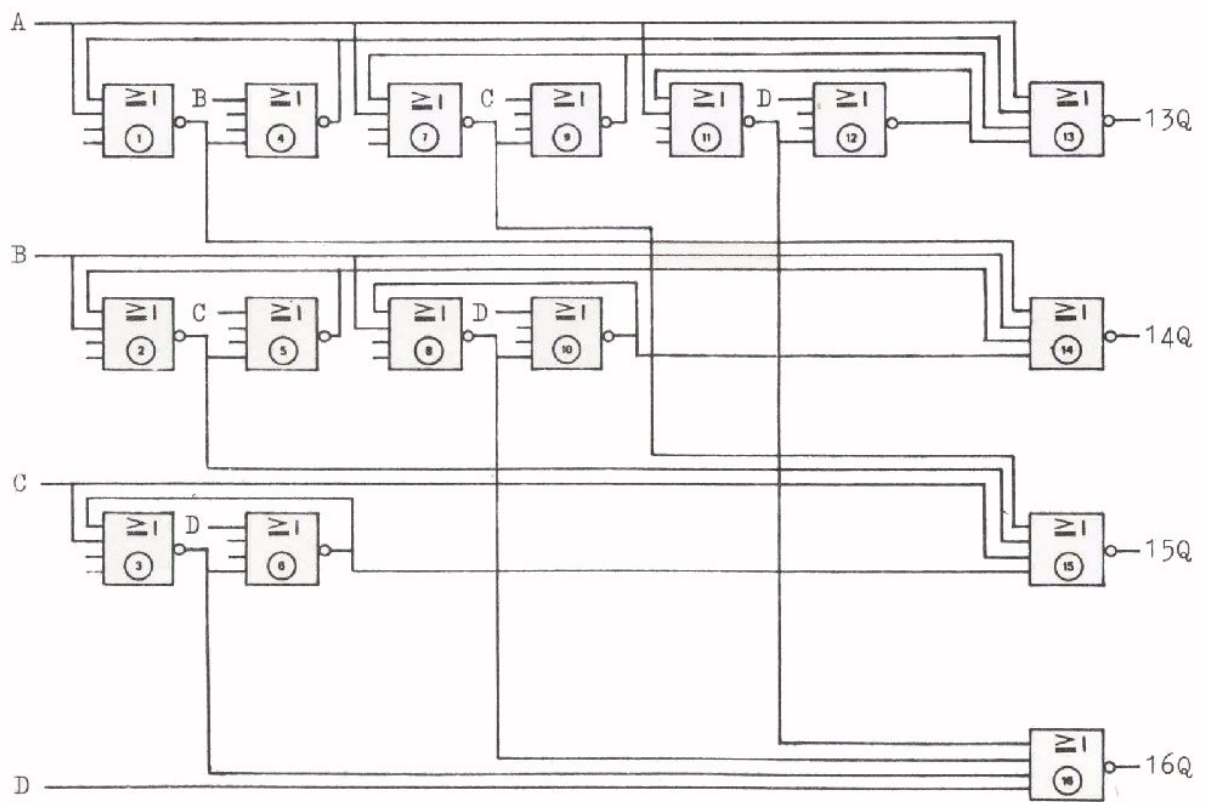 A
≥1 B ≥1 ≥1 C ≥1 ≥1 D ≥1 ≥1
1 4 7 9 11 12 13 13Q
B
≥1 C ≥1 ≥1 D ≥1 ≥1
2 5 8 10 14 14Q
C
≥1 D ≥1 ≥1
3 6 15 15Q
≥1
D 16 16Q